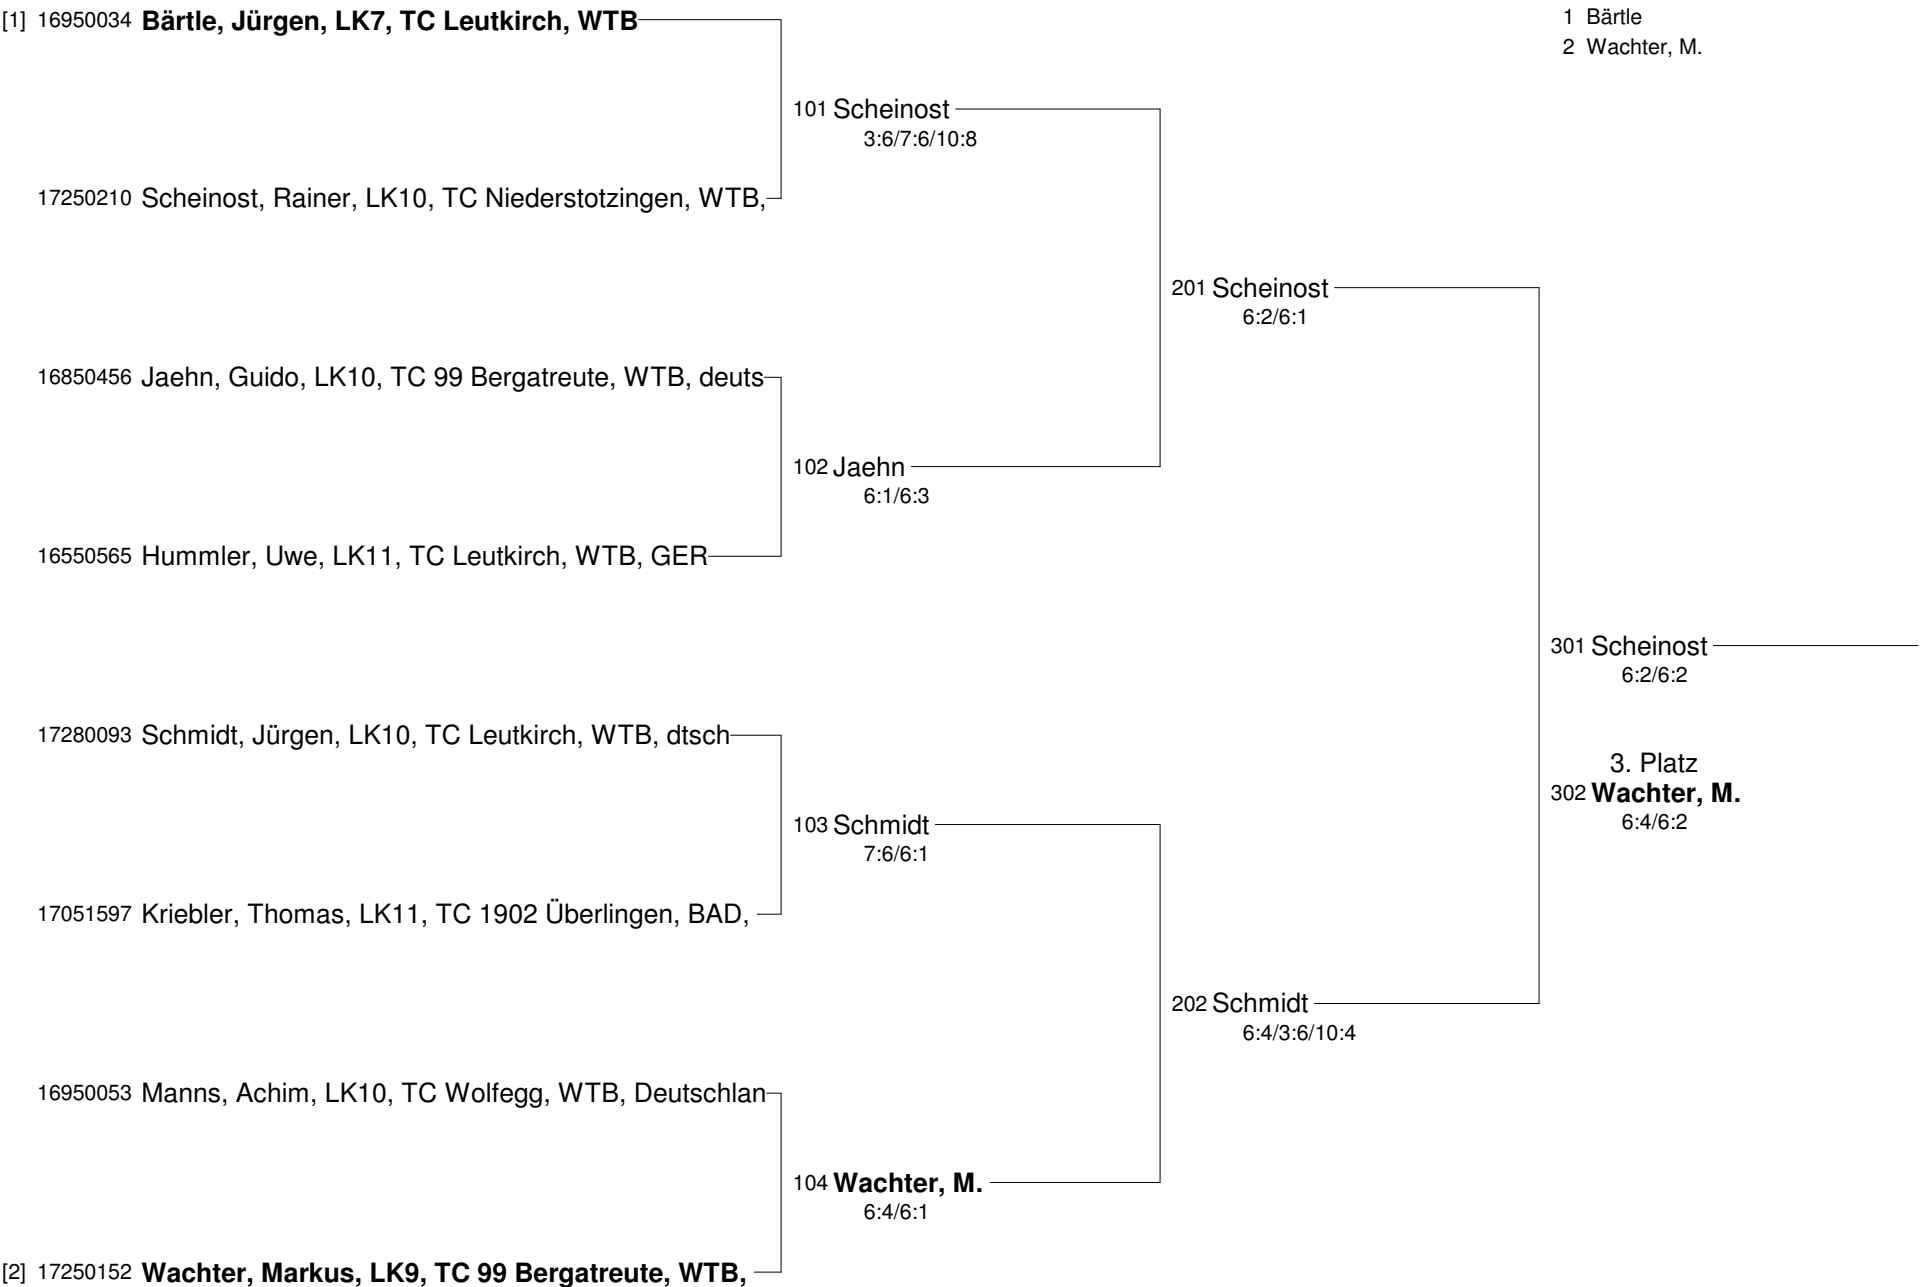 [1] 16950034 Bärtle, Jürgen, LK7, TC Leutkirch, WTB
1 Bärtle
2 Wachter, M.
101 Scheinost
3:6/7:6/10:8
17250210 Scheinost, Rainer, LK10, TC Niederstotzingen, WTB,
201 Scheinost
6:2/6:1
16850456 Jaehn, Guido, LK10, TC 99 Bergatreute, WTB, deuts
102 Jaehn
6:1/6:3
16550565 Hummler, Uwe, LK11, TC Leutkirch, WTB, GER
301 Scheinost
6:2/6:2
17280093 Schmidt, Jürgen, LK10, TC Leutkirch, WTB, dtsch
3. Platz
302 Wachter, M.
6:4/6:2
103 Schmidt
7:6/6:1
17051597 Kriebler, Thomas, LK11, TC 1902 Überlingen, BAD,
202 Schmidt
6:4/3:6/10:4
16950053 Manns, Achim, LK10, TC Wolfegg, WTB, Deutschlan
104 Wachter, M.
6:4/6:1
[2] 17250152 Wachter, Markus, LK9, TC 99 Bergatreute, WTB,